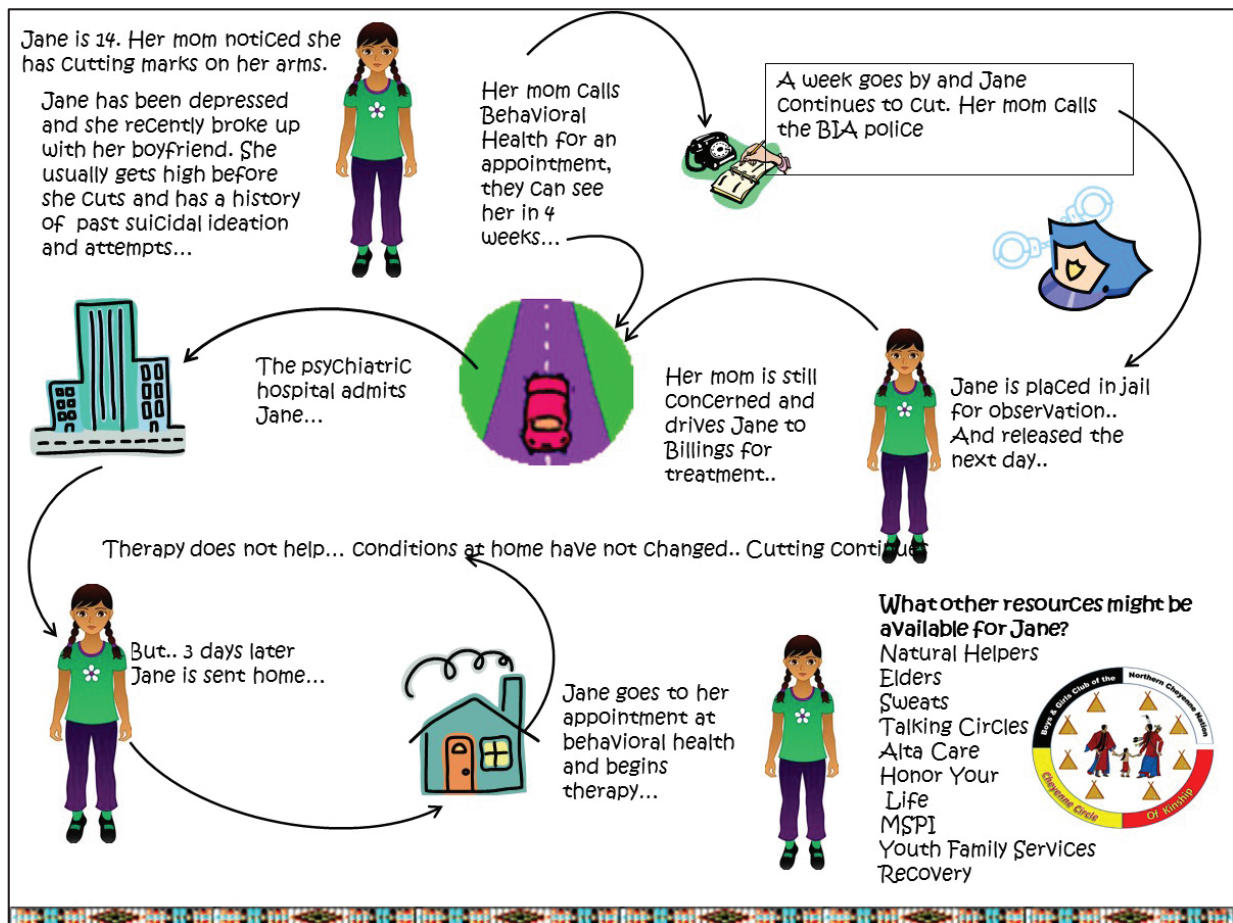 Jane is 14. Her mom noticed she
has cutting marks on her arms.
Jane has been depressed
and she recently broke up
with her boyfriend. She
usually gets high before
she cuts and has a history
of past suicidal ideation
and attempts...
Her mom calls
Behavioral
Health for an
appointment,
they can see
her in 4
weeks...
A week goes by and Jane
continues to cut. Her mom calls
the BIA police
Jane is placed in jail
for observation..
And released the
next day..
Her mom is still
concerned and
drives Jane to
Billings for
treatment..
The psychiatric
hospital admits
Jane...
But.. 3 days later
Jane is sent home...
Jane goes to her
appointment at
behavioral health
and begins
therapy...
Therapy does not help... conditions at home have not changed.. Cutting continues
What other resources might be
available for Jane?
Natural Helpers
Elders
Sweats
Talking Circles
Alta Care
Honor Your
Life
MSPI
Youth Family Services
Recovery
Boys & Girls Club of the
Northern Cheyenne Nation
Cheyenne Circle
Of Kinship